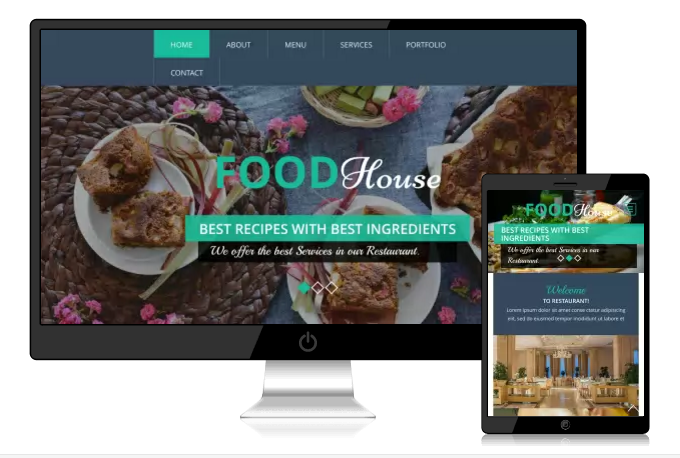 HOME ABOUT MENU SERVICES PORTFOLIO
CONTACT
FOOD House
BEST RECIPES WITH BEST INGREDIENTS
We offer the best Services in our Restaurant.
FOOD House
BEST RECIPES WITH BEST
INGREDIENTS
We offer the best Services in our
Restaurant.
Welcome
TO RESTAURANT!
Lorem ipsum dolor sit amet conse ctetur adipisicing
elit, sed do eiusmod tempor incididunt ut labore et